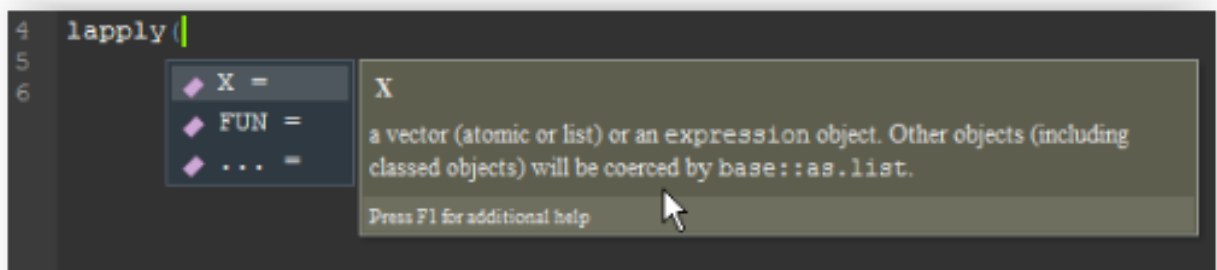 4 lapply(
5
6
X =
FUN =
... =
X
a vector (atomic or list) or an expression object. Other objects (including
classed objects) will be coerced by base::as.list.
Press F1 for additional help